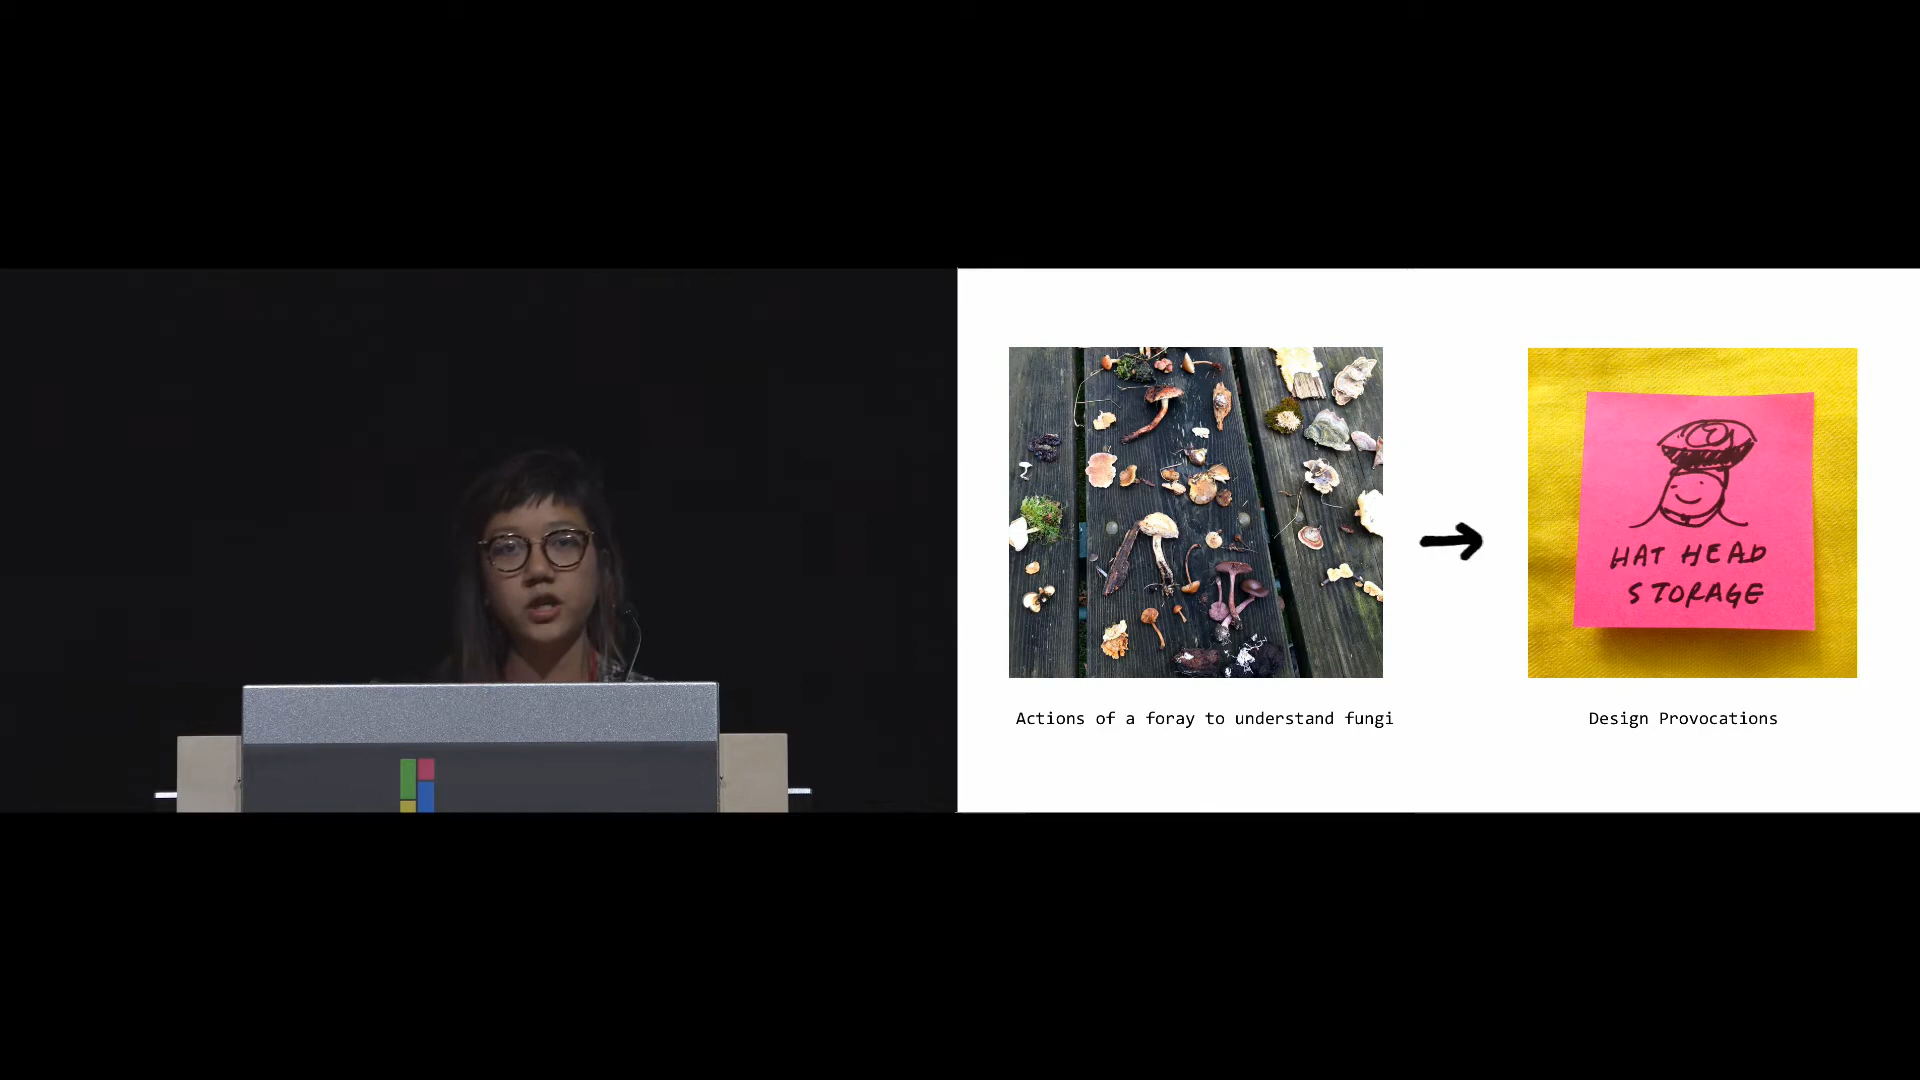 HAT HEAD
STORAGE
Actions of a foray to understand fungi
Design Provocations